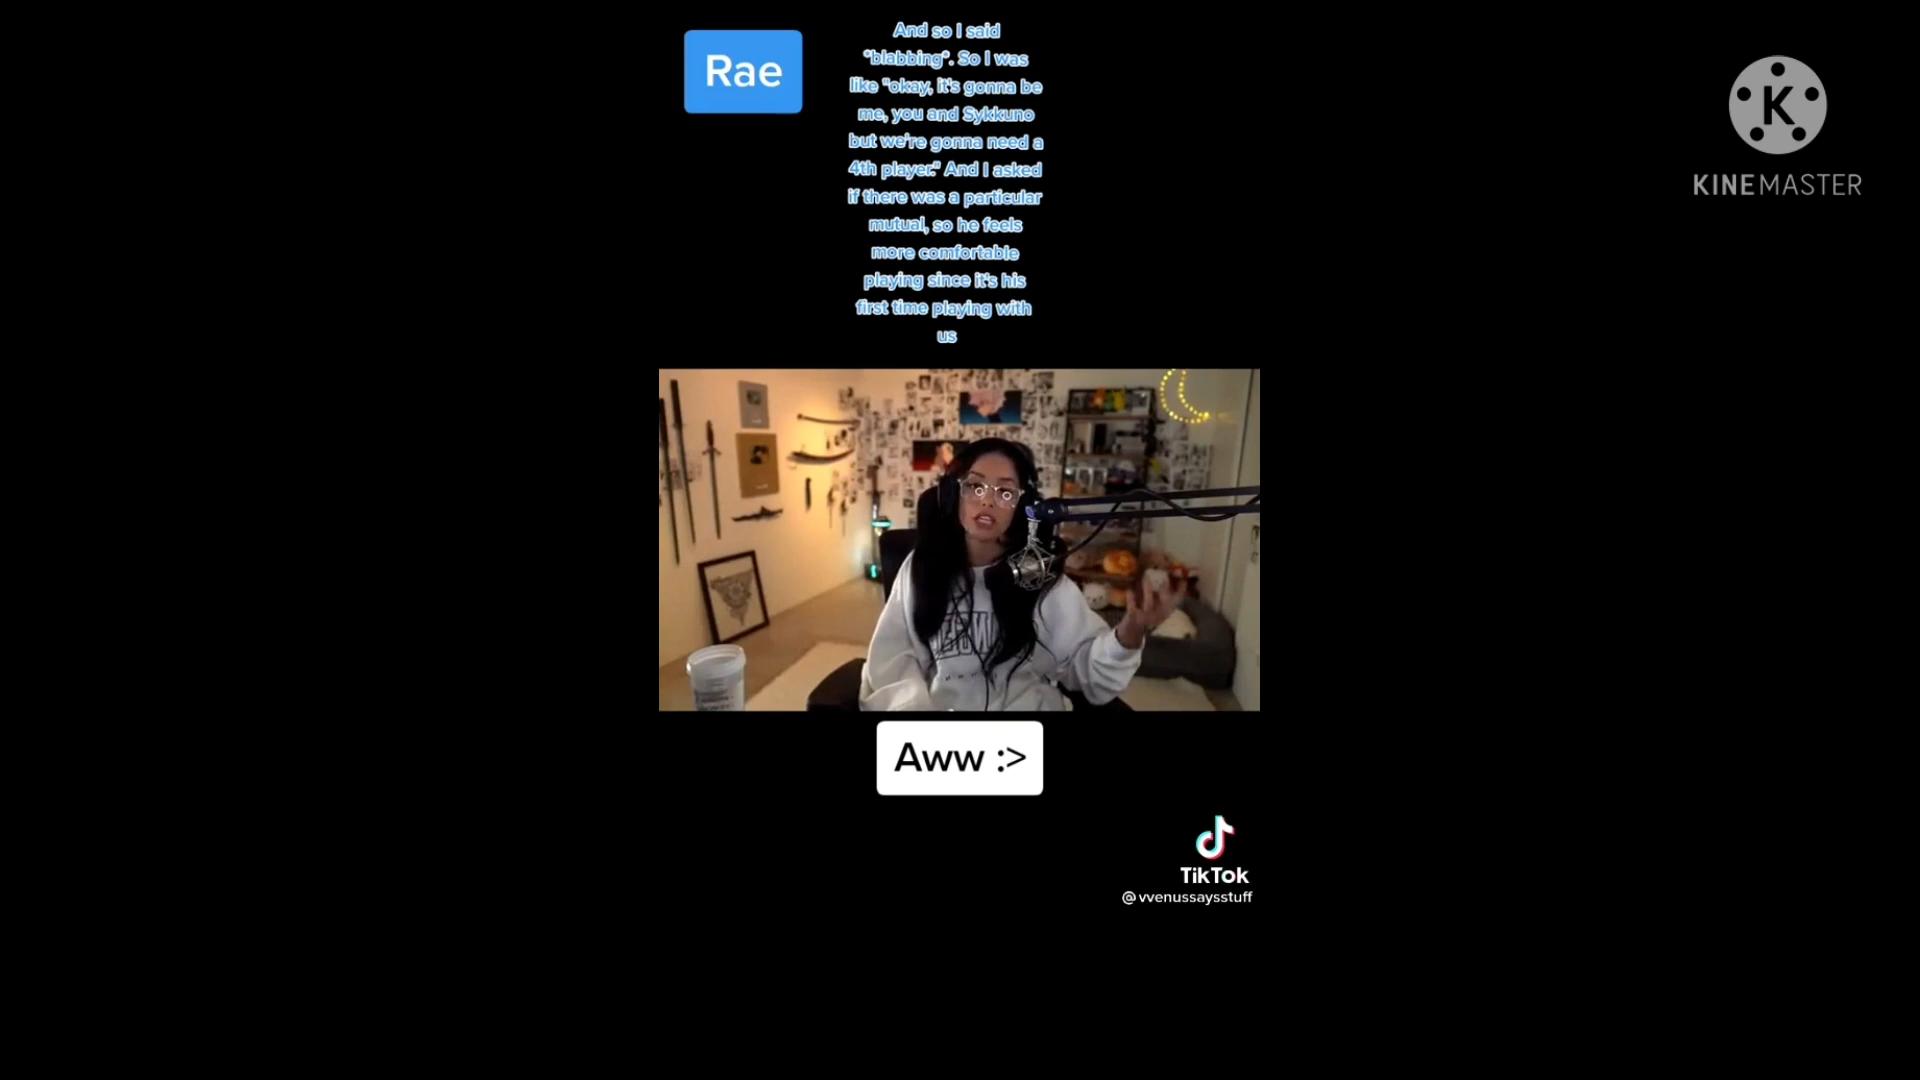 Rae
And so I said
*blabbing*. So I was
like "okay, it's gonna be
me, you and Sykkuno
but we're gonna need a
4th player." And I asked
if there was a particular
mutual, so he feels
more comfortable
playing since it's his
first time playing with
us
K
KINEMASTER
Aww :>
TikTok
@vvenussaysstuff